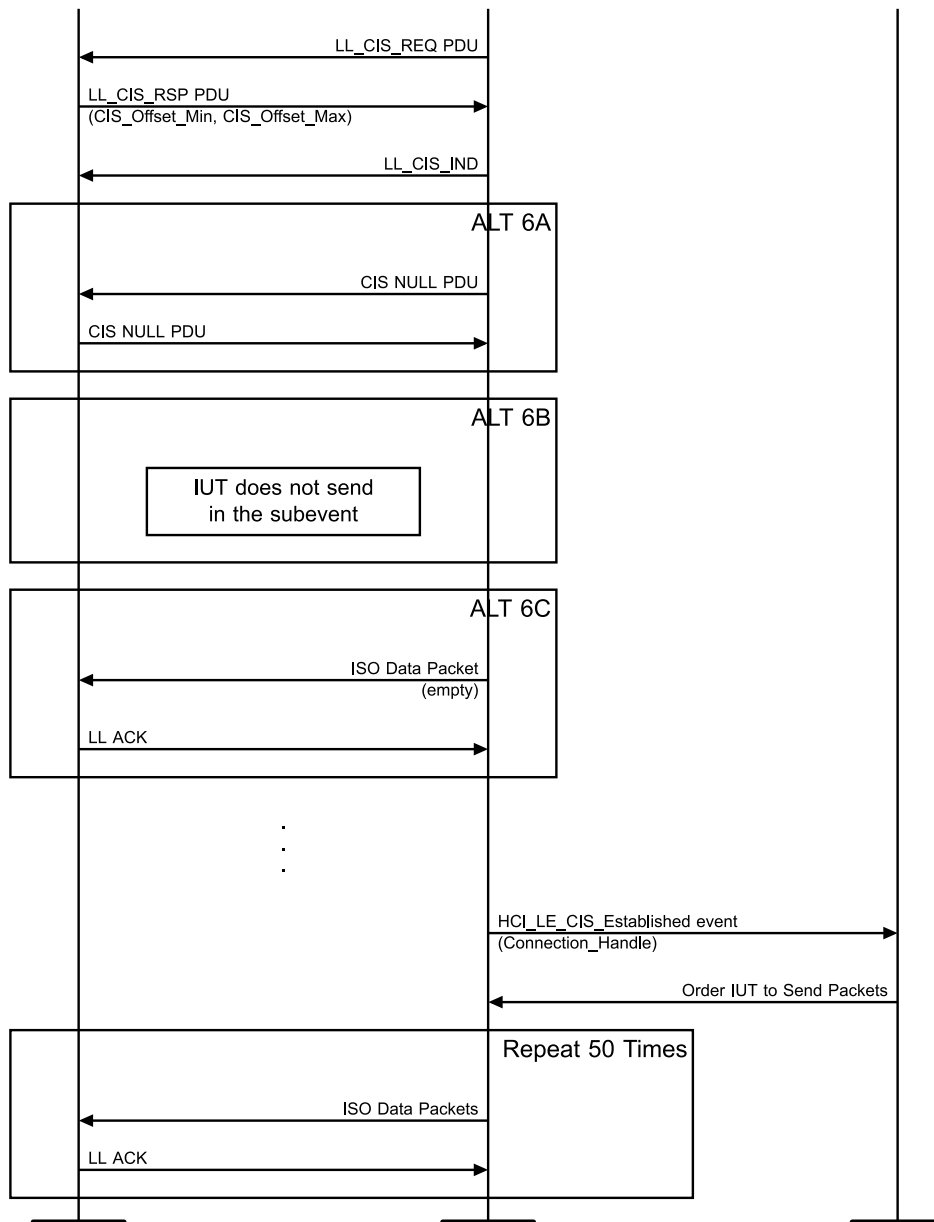 LL_CIS_REQ PDU
LL_CIS_RSP PDU
(CIS_Offset_Min, CIS_Offset_Max)
LL_CIS_IND
ALT 6A
CIS NULL PDU
CIS NULL PDU
ALT 6B
IUT does not send
in the subevent
ALT 6C
ISO Data Packet
(empty)
LL ACK
.
.
.
HCI_LE_CIS_Established event
(Connection_Handle)
Order IUT to Send Packets
Repeat 50 Times
ISO Data Packets
LL ACK